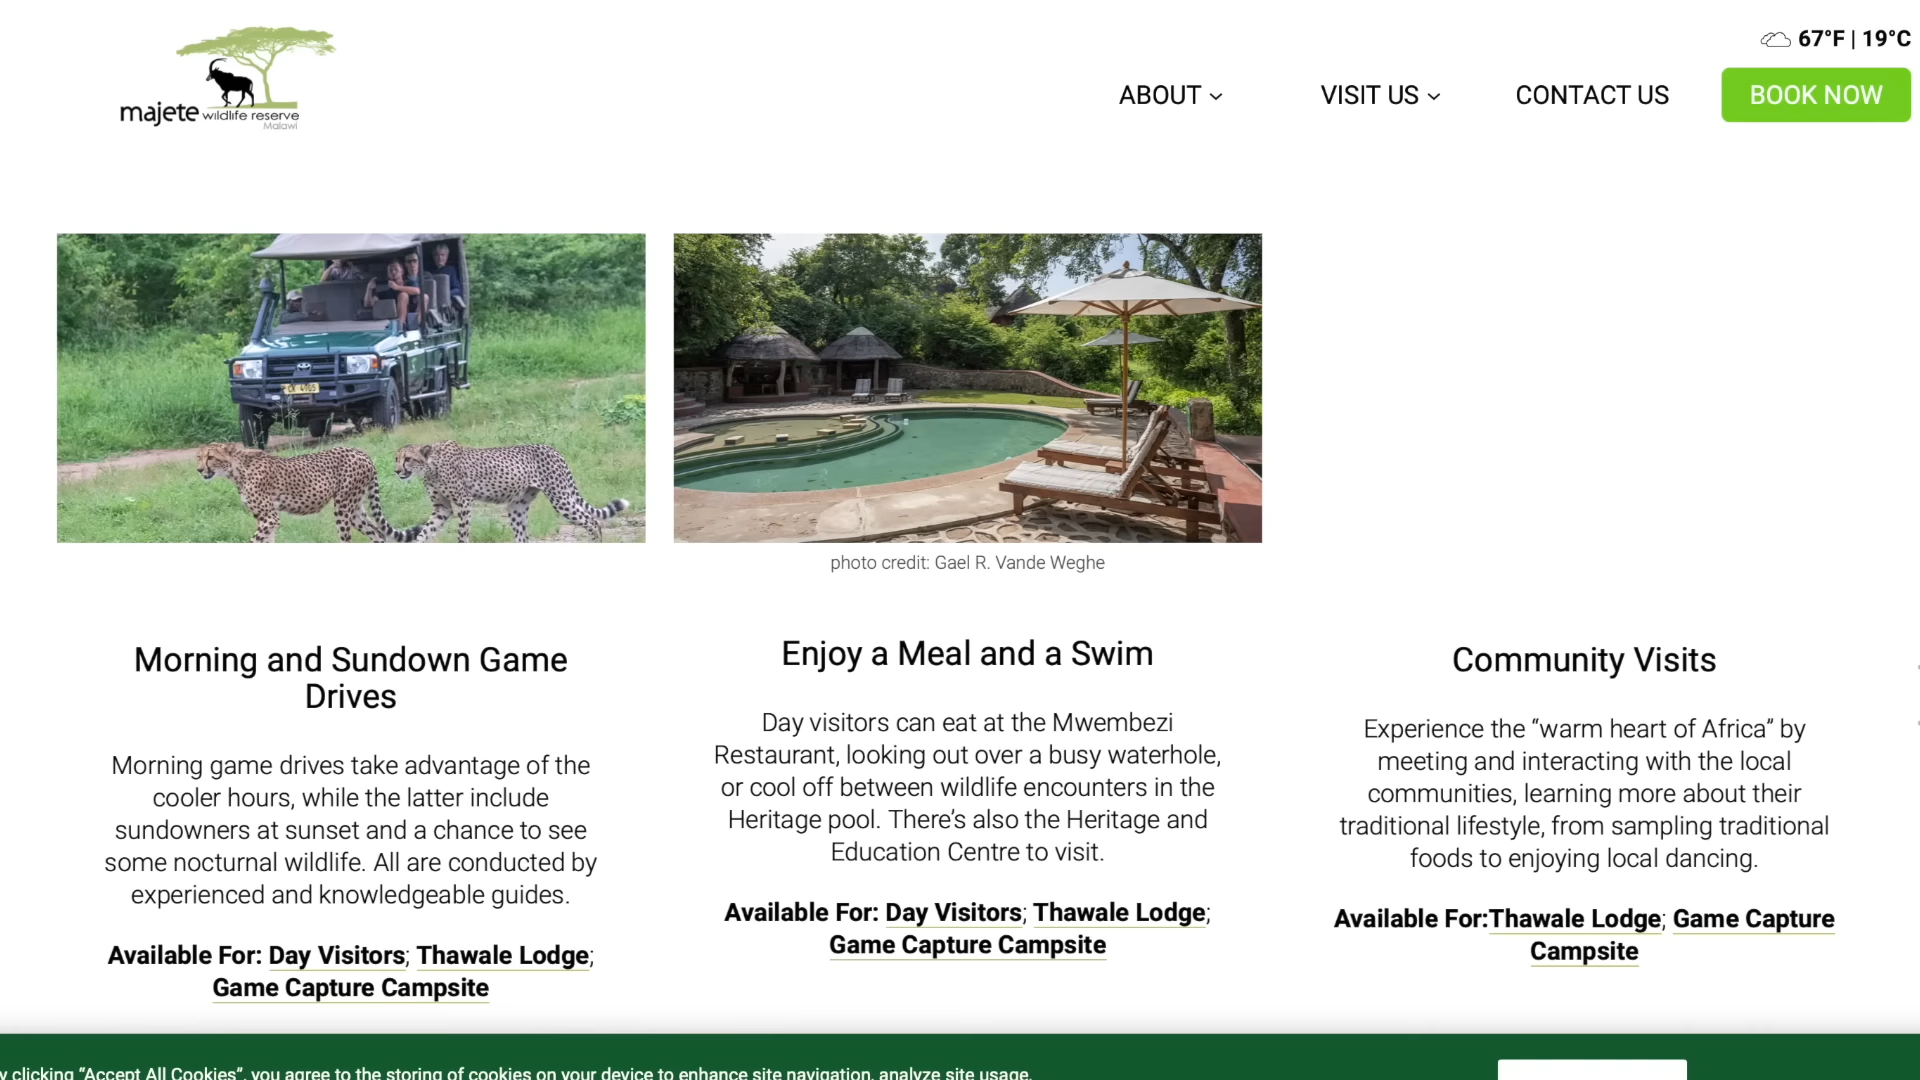 67°F | 19°C
majete wildlife reserve
Malawi
ABOUT
VISIT US
CONTACT US
BOOK NOW
photo credit: Gael R. Vande Weghe
Morning and Sundown Game
Drives
Morning game drives take advantage of the
cooler hours, while the latter include
sundowners at sunset and a chance to see
some nocturnal wildlife. All are conducted by
experienced and knowledgeable guides.
Available For: Day Visitors; Thawale Lodge;
Game Capture Campsite
Enjoy a Meal and a Swim
Day visitors can eat at the Mwembezi
Restaurant, looking out over a busy waterhole,
or cool off between wildlife encounters in the
Heritage pool. There’s also the Heritage and
Education Centre to visit.
Available For: Day Visitors; Thawale Lodge;
Game Capture Campsite
Community Visits
Experience the “warm heart of Africa” by
meeting and interacting with the local
communities, learning more about their
traditional lifestyle, from sampling traditional
foods to enjoying local dancing.
Available For:Thawale Lodge; Game Capture
Campsite
clicking “Accept All Cookies”, you agree to the storing of cookies on your device to enhance site navigation, analyze site usage,